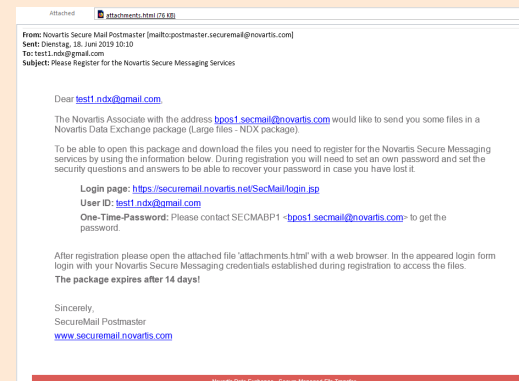 Attached attachments.html (76 KB)
From: Novartis Secure Mail Postmaster [mailto:postmaster.securemail@novartis.com]
Sent: Dienstag, 18. Juni 2019 10:10
To: test1.ndx@gmail.com
Subject: Please Register for the Novartis Secure Messaging Services
Dear test1.ndx@gmail.com,
The Novartis Associate with the address bpos1.secmail@novartis.com would like to send you some files in a
Novartis Data Exchange package (Large files - NDX package).
To be able to open this package and download the files you need to register for the Novartis Secure Messaging
services by using the information below. During registration you will need to set an own password and set the
security questions and answers to be able to recover your password in case you have lost it.
Login page: https://securemail.novartis.net/SecMail/login.jsp
User ID: test1.ndx@gmail.com
One-Time-Password: Please contact SECMABP1 <bpos1.secmail@novartis.com> to get the
password.
After registration please open the attached file 'attachments.html' with a web browser. In the appeared login form
login with your Novartis Secure Messaging credentials established during registration to access the files.
The package expires after 14 days!
Sincerely,
SecureMail Postmaster
www.securemail.novartis.com
Novartis Data Exchange - Secure Managed File Transfer